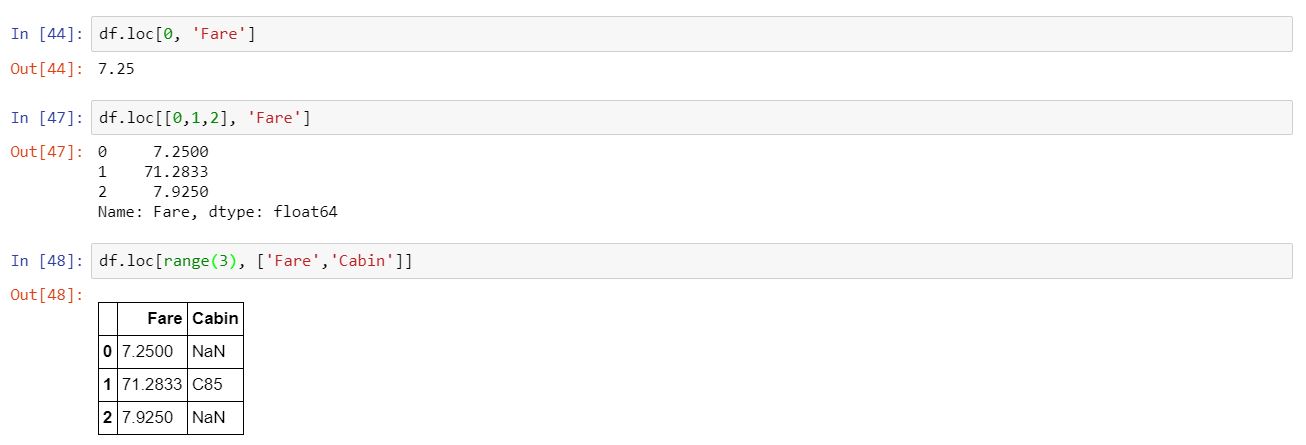 In [44]: df.loc[0, 'Fare']
Out[44]: 7.25
In [47]: df.loc[[0,1,2], 'Fare']
Out[47]: 0     7.2500
1    71.2833
2     7.9250
Name: Fare, dtype: float64
In [48]: df.loc[range(3), ['Fare','Cabin']]
Out[48]:
Fare Cabin
0 7.2500 NaN
1 71.2833 C85
2 7.9250 NaN